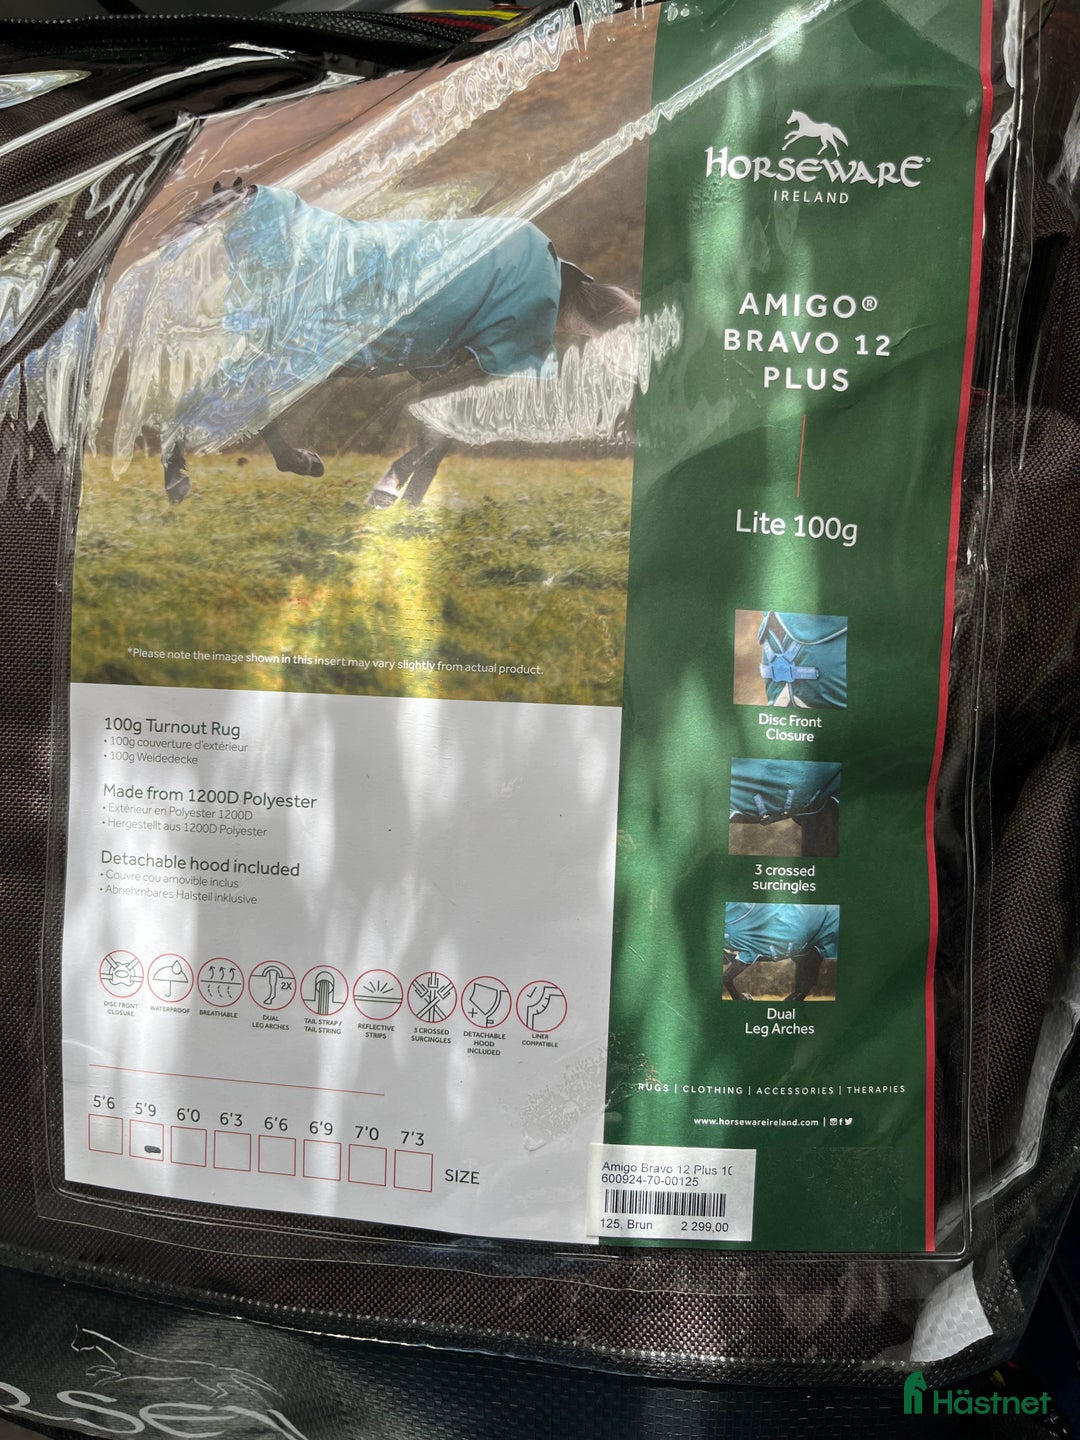 HORSEWARE®
IRELAND
AMIGO®
BRAVO 12
PLUS
Lite 100g
Disc Front
Closure
3 crossed
surcingles
Dual
Leg Arches
RUGS | CLOTHING | ACCESSORIES | THERAPIES
www.horsewareireland.com |
*Please note the image shown in this insert may vary slightly from actual product.
100g Turnout Rug
• 100g couverture d'extérieur
• 100g Weidedecke
Made from 1200D Polyester
• Extérieur en Polyester 1200D
• Hergestellt aus 1200D Polyester
Detachable hood included
• Couvre cou amovible inclus
• Abnehmbares Halsteil inklusive
DISC FRONT
CLOSURE
WATERPROOF
BREATHABLE
2X
DUAL
LEG ARCHES
TAIL STRAP /
TAIL STRING
REFLECTIVE
STRIPS
3 CROSSED
SURCINGLES
+
DETACHABLE
HOOD
INCLUDED
LINER
COMPATIBLE
5'6 5'9 6'0 6'3 6'6 6'9 7'0 7'3
SIZE
Amigo Bravo 12 Plus 10
600924-70-00125
125, Brun 2 299,00
Hästnet